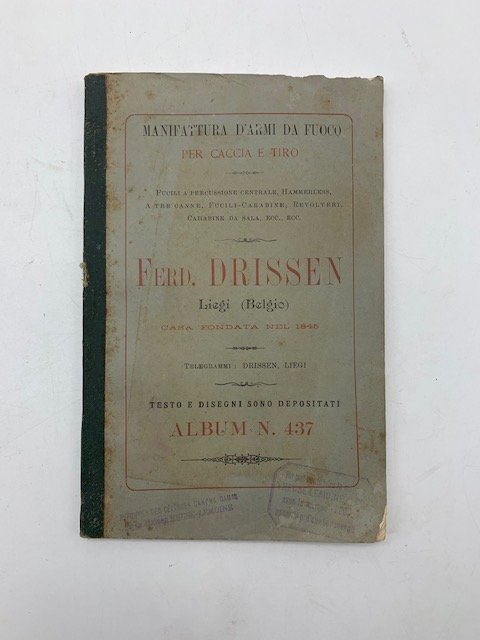 MANIFATTURA D'ARMI DA FUOCO
PER CACCIA E TIRO
FUCILI A PERCUSSIONE CENTRALE, HAMMERLESS,
A TRE CANNE, FUCILI-CARABINE, REVOLVERI,
CARABINE DA SALA, ECC., ECC.
FERD. DRISSEN
Liegi (Belgio)
CASA FONDATA NEL 1845
TELEGRAMMI : DRISSEN, LIEGI
TESTO E DISEGNI SONO DEPOSITATI
ALBUM N. 437